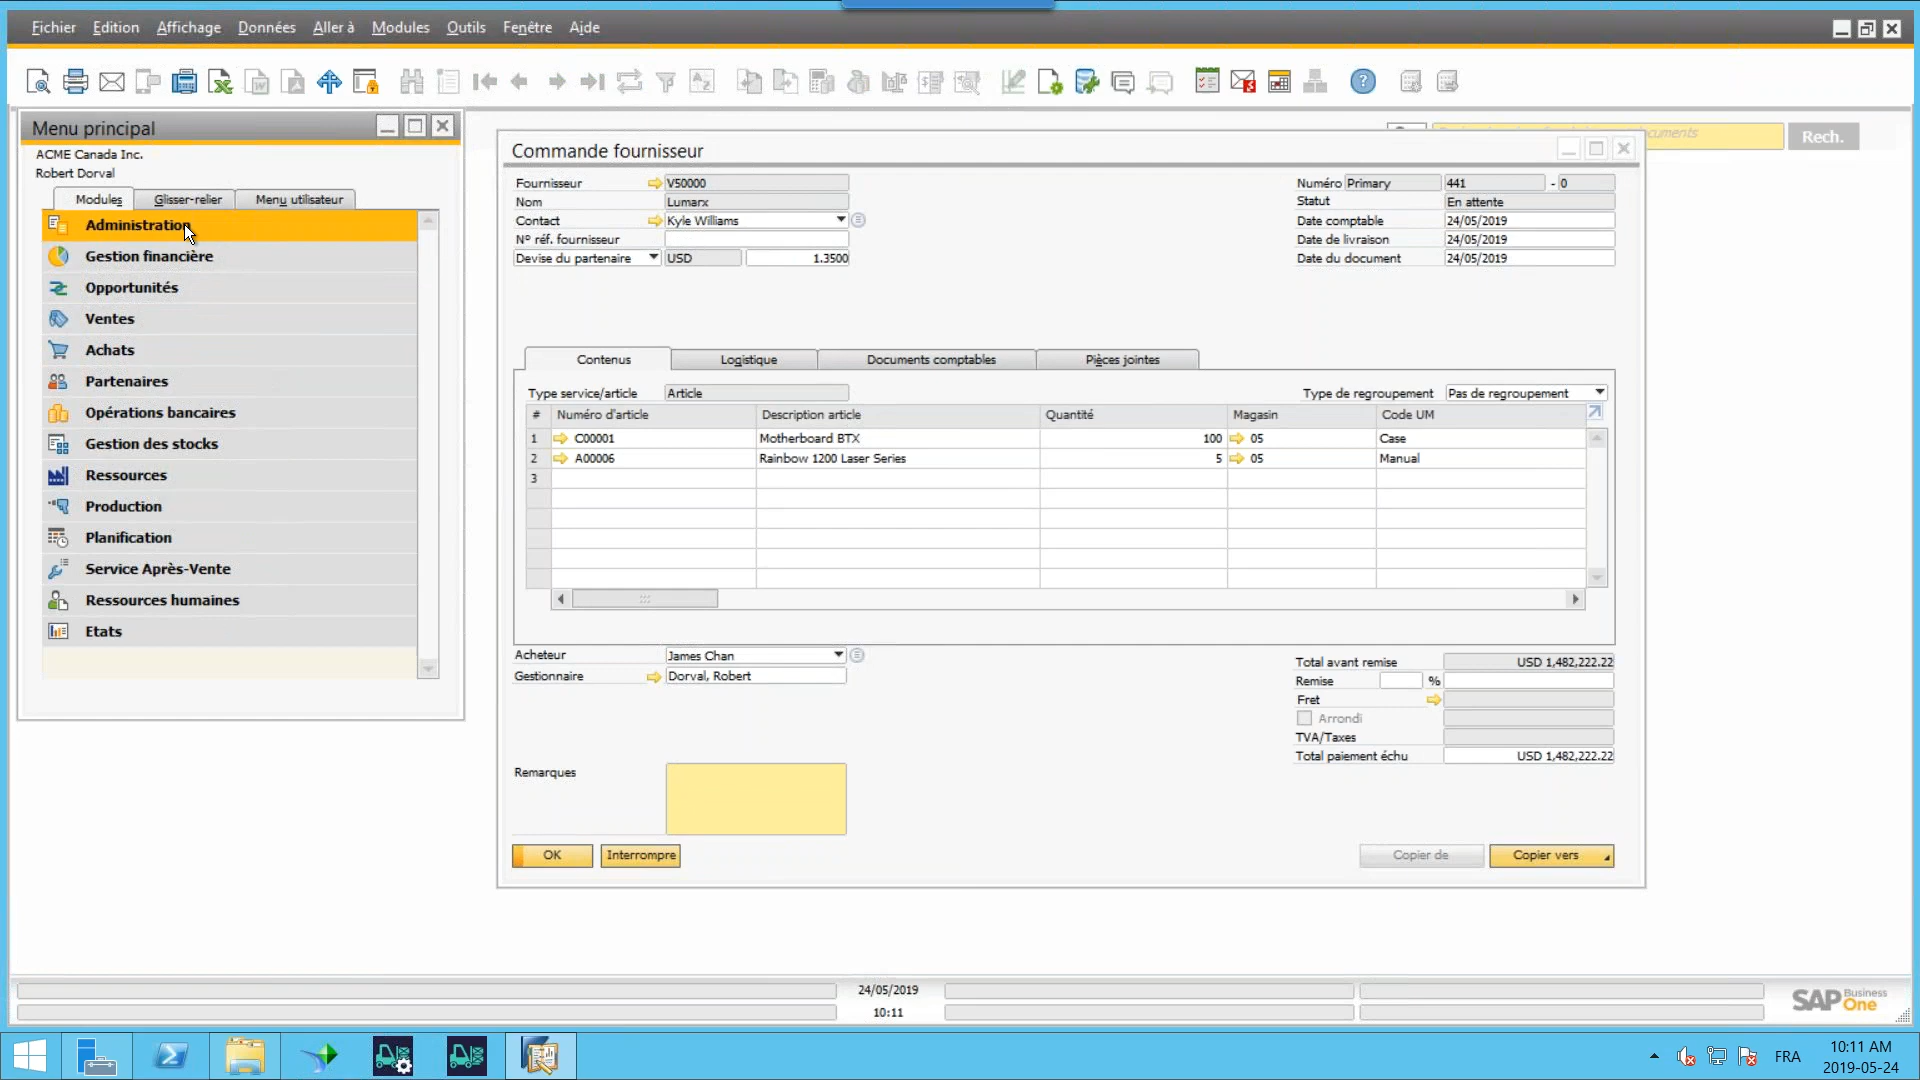 Fichier Edition Affichage Données Aller à Modules Outils Fenêtre Aide
Menu principal
ACME Canada Inc.
Robert Dorval
Modules Glisser-relier Menu utilisateur
Administration
Gestion financière
Opportunités
Ventes
Achats
Partenaires
Opérations bancaires
Gestion des stocks
Ressources
Production
Planification
Service Après-Vente
Ressources humaines
Etats
Rech.
Commande fournisseur
Fournisseur V50000
Nom Lumarx
Contact Kyle Williams
Nº réf. fournisseur
Devise du partenaire USD 1.3500
Numéro Primary 441 - 0
Statut En attente
Date comptable 24/05/2019
Date de livraison 24/05/2019
Date du document 24/05/2019
Contenus Logistique Documents comptables Pièces jointes
Type service/article Article Type de regroupement Pas de regroupement
# Numéro d'article Description article Quantité Magasin Code UM
1 C00001 Motherboard BTX 100 05 Case
2 A00006 Rainbow 1200 Laser Series 5 05 Manual
3
Acheteur James Chan
Gestionnaire Dorval, Robert
Total avant remise USD 1,482,222.22
Remise %
Fret
Arrondi
TVA/Taxes
Total paiement échu USD 1,482,222.22
Remarques
OK Interrompre Copier de Copier vers
24/05/2019
10:11
SAP Business One
FRA
10:11 AM
2019-05-24